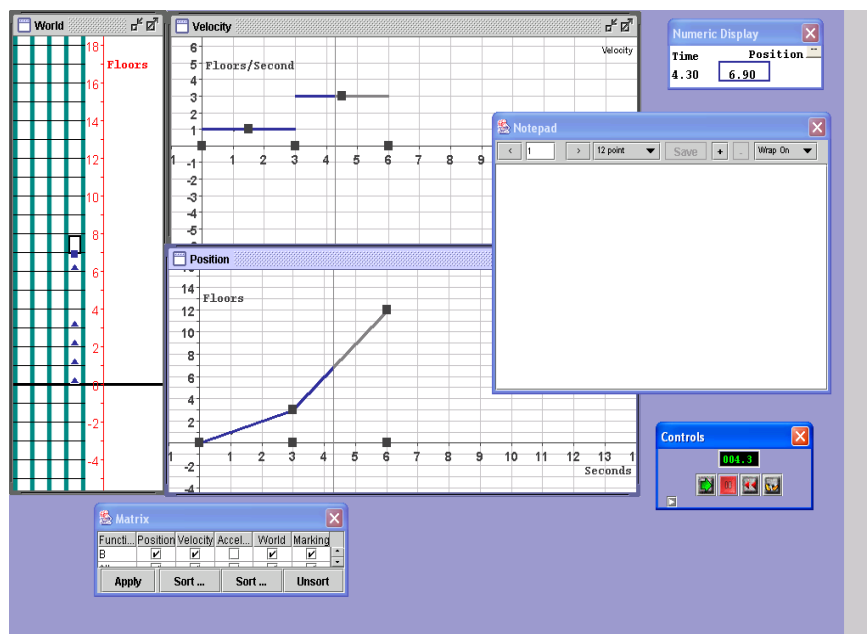 World
18
Floors
16
14
12
10
8
6
4
2
0
-2
-4
Velocity
6
Velocity
5
Floors/Second
4
3
2
1
1 1 2 3 4 5 6 7 8 9
-1
-2
-3
-4
-5
Position
14
Floors
12
10
8
6
4
2
1 1 2 3 4 5 6 7 8 9 10 11 12 13 1
-2
Seconds
-4
Numeric Display
Time Position
4.30 6.90
Notepad
< 1 > 12 point Save + - Wrap On
Controls
004.3
Matrix
Functi... Position Velocity Accel... World Marking
B
Apply Sort ... Sort ... Unsort